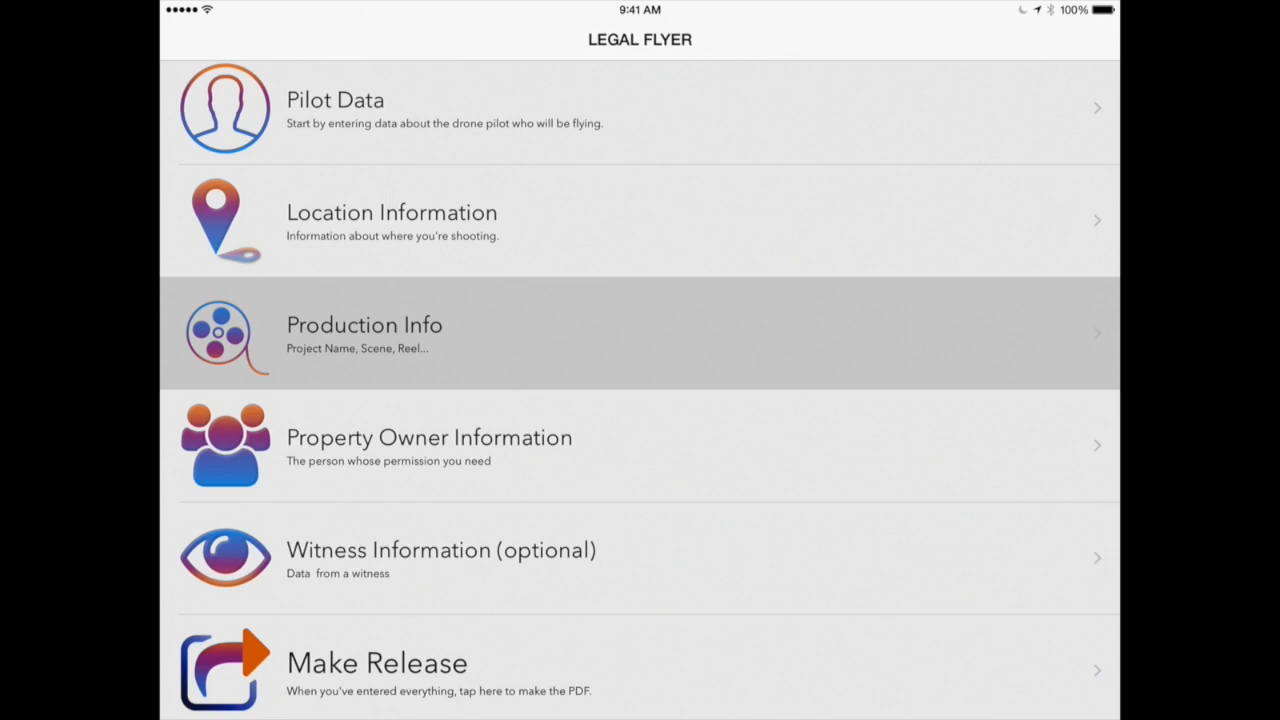 9:41 AM
100%
LEGAL FLYER
Pilot Data
Start by entering data about the drone pilot who will be flying.
Location Information
Information about where you're shooting.
Production Info
Project Name, Scene, Reel...
Property Owner Information
The person whose permission you need
Witness Information (optional)
Data from a witness
Make Release
When you've entered everything, tap here to make the PDF.